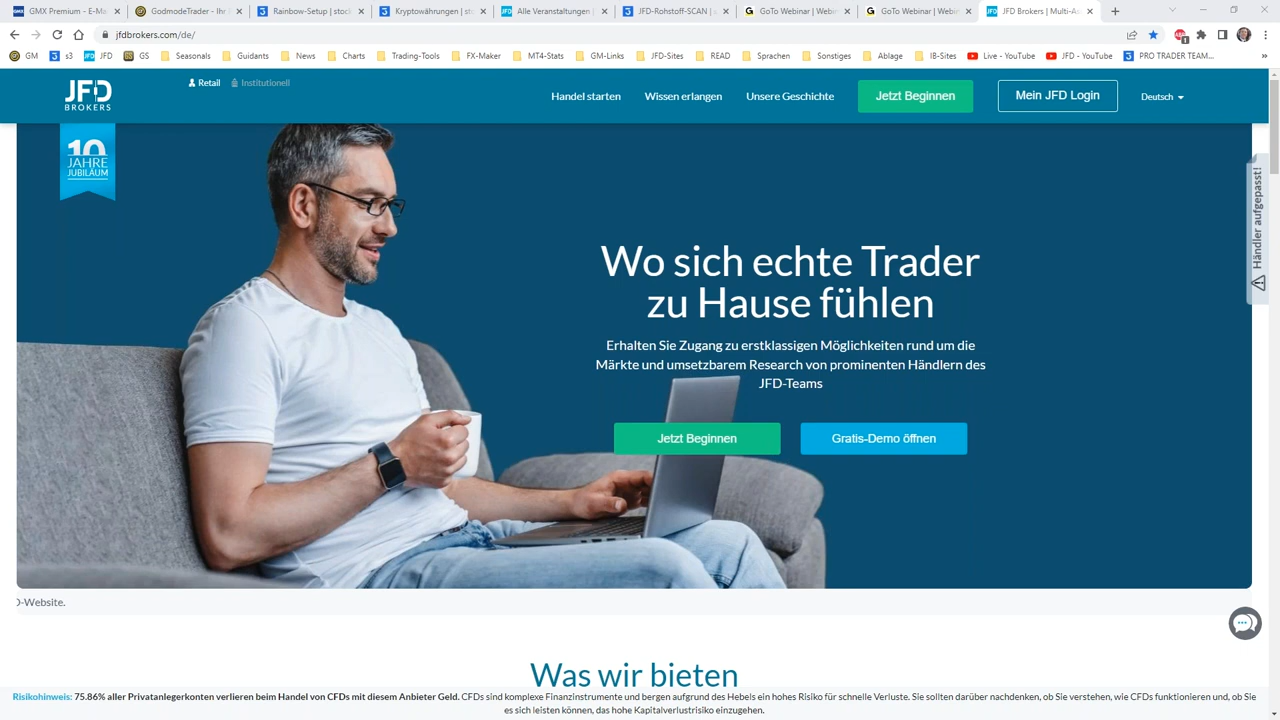 GMX Premium - E-Ma
GodmodeTrader - Ihr
Rainbow-Setup | stock
Kryptowährungen | sto
Alle Veranstaltungen |
JFD-Rohstoff-SCAN |
GoTo Webinar | Webin
GoTo Webinar | Webin
JFD Brokers | Multi-As
jfdbrokers.com/de/
GM
s3
JFD
GS
Seasonals
Guidants
News
Charts
Trading-Tools
FX-Maker
MT4-Stats
GM-Links
JFD-Sites
READ
Sprachen
Sonstiges
Ablage
IB-Sites
Live - YouTube
JFD - YouTube
PRO TRADER TEAM...
JFD
BROKERS
Retail
Institutionell
Handel starten
Wissen erlangen
Unsere Geschichte
Jetzt Beginnen
Mein JFD Login
Deutsch
10
JAHRE
JUBILÄUM
Händler aufgepasst!
Wo sich echte Trader
zu Hause fühlen
Erhalten Sie Zugang zu erstklassigen Möglichkeiten rund um die
Märkte und umsetzbarem Research von prominenten Händlern des
JFD-Teams
Jetzt Beginnen
Gratis-Demo öffnen
D-Website.
Was wir bieten
Risikohinweis: 75.86% aller Privatanlegerkonten verlieren beim Handel von CFDs mit diesem Anbieter Geld. CFDs sind komplexe Finanzinstrumente und bergen aufgrund des Hebels ein hohes Risiko für schnelle Verluste. Sie sollten darüber nachdenken, ob Sie verstehen, wie CFDs funktionieren und, ob Sie
es sich leisten können, das hohe Kapitalverlustrisiko einzugehen.